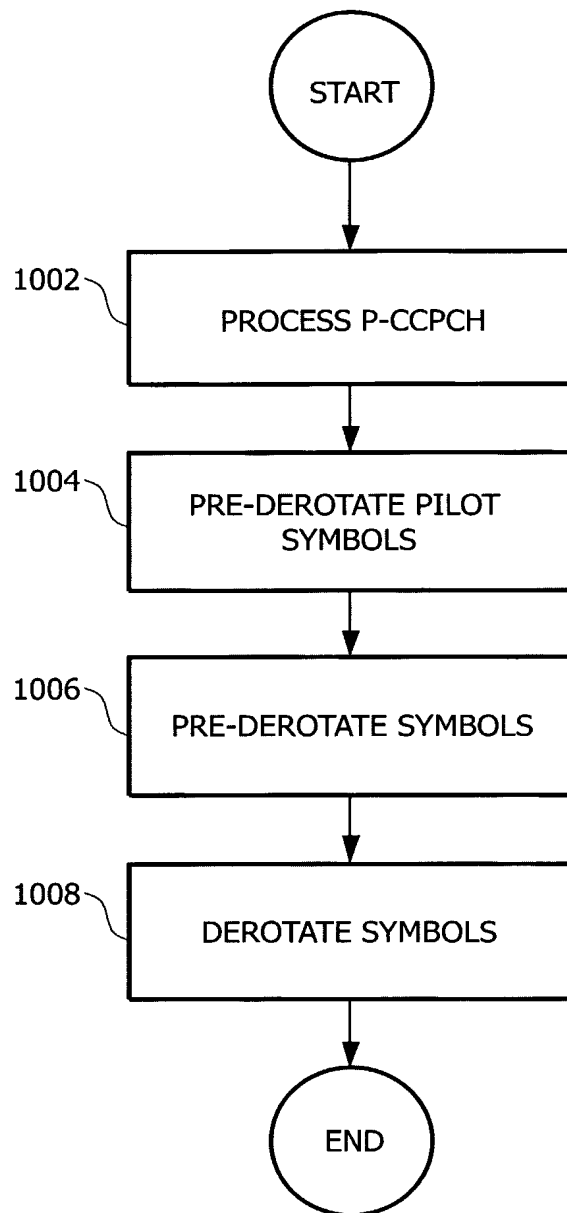 START
1002
PROCESS P-CCPCH
1004
PRE-DEROTATE PILOT
SYMBOLS
1006
PRE-DEROTATE SYMBOLS
1008
DEROTATE SYMBOLS
END